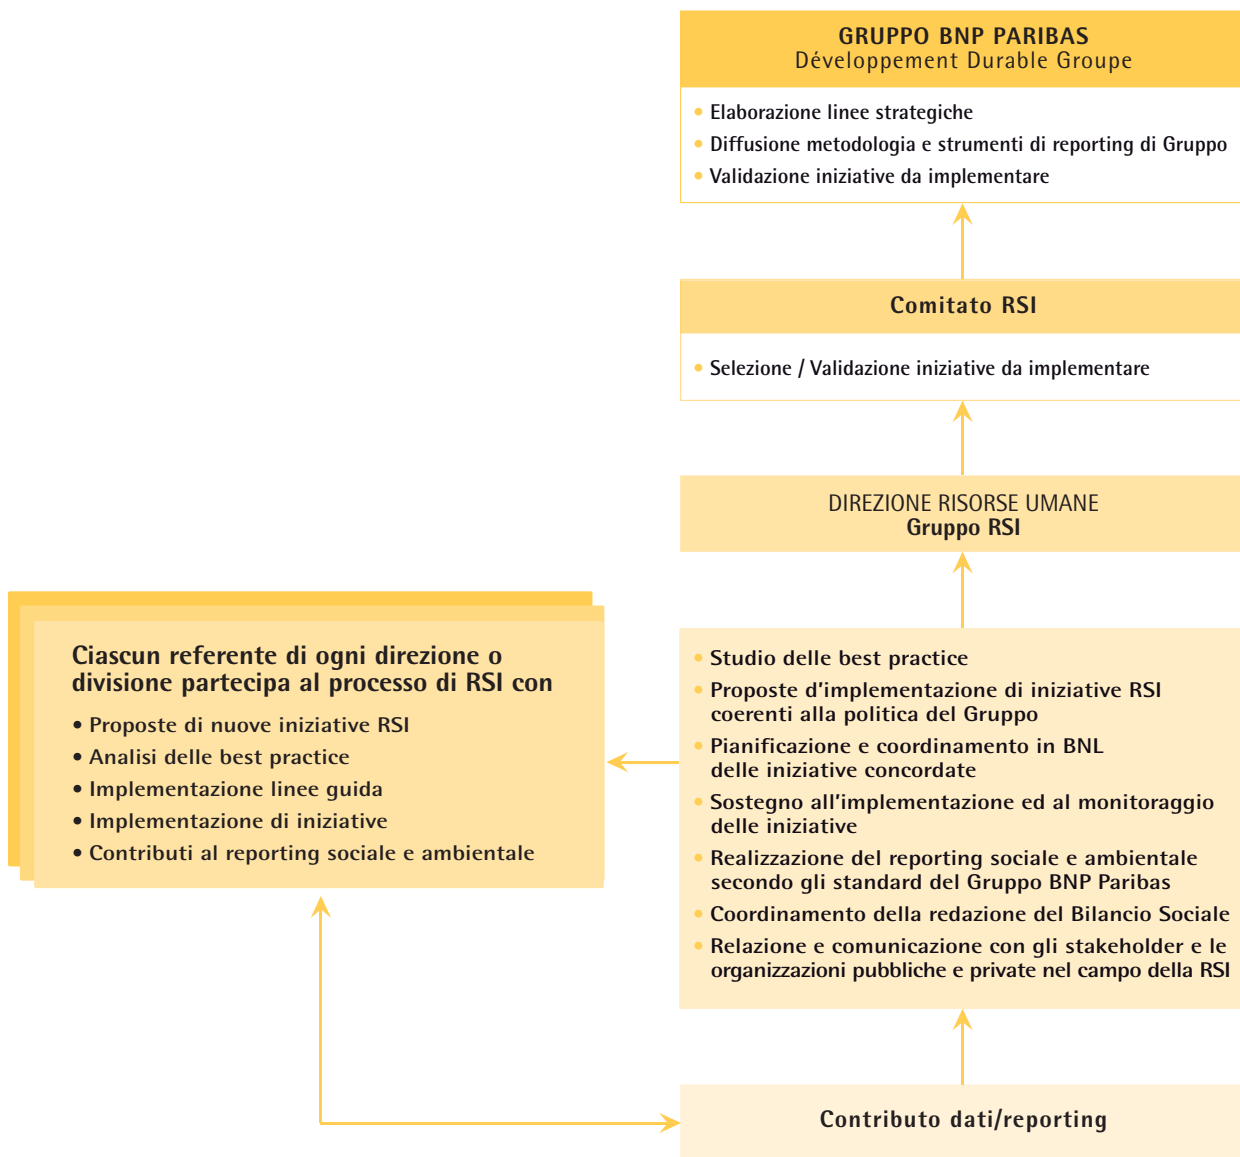 GRUPPO BNP PARIBAS
Développement Durable Groupe
• Elaborazione linee strategiche
• Diffusione metodologia e strumenti di reporting di Gruppo
• Validazione iniziative da implementare
Comitato RSI
• Selezione / Validazione iniziative da implementare
DIREZIONE RISORSE UMANE
Gruppo RSI
Ciascun referente di ogni direzione o
divisione partecipa al processo di RSI con
• Proposte di nuove iniziative RSI
• Analisi delle best practice
• Implementazione linee guida
• Implementazione di iniziative
• Contributi al reporting sociale e ambientale
• Studio delle best practice
• Proposte d'implementazione di iniziative RSI
coerenti alla politica del Gruppo
• Pianificazione e coordinamento in BNL
delle iniziative concordate
• Sostegno all'implementazione ed al monitoraggio
delle iniziative
• Realizzazione del reporting sociale e ambientale
secondo gli standard del Gruppo BNP Paribas
• Coordinamento della redazione del Bilancio Sociale
• Relazione e comunicazione con gli stakeholder e le
organizzazioni pubbliche e private nel campo della RSI
Contributo dati/reporting